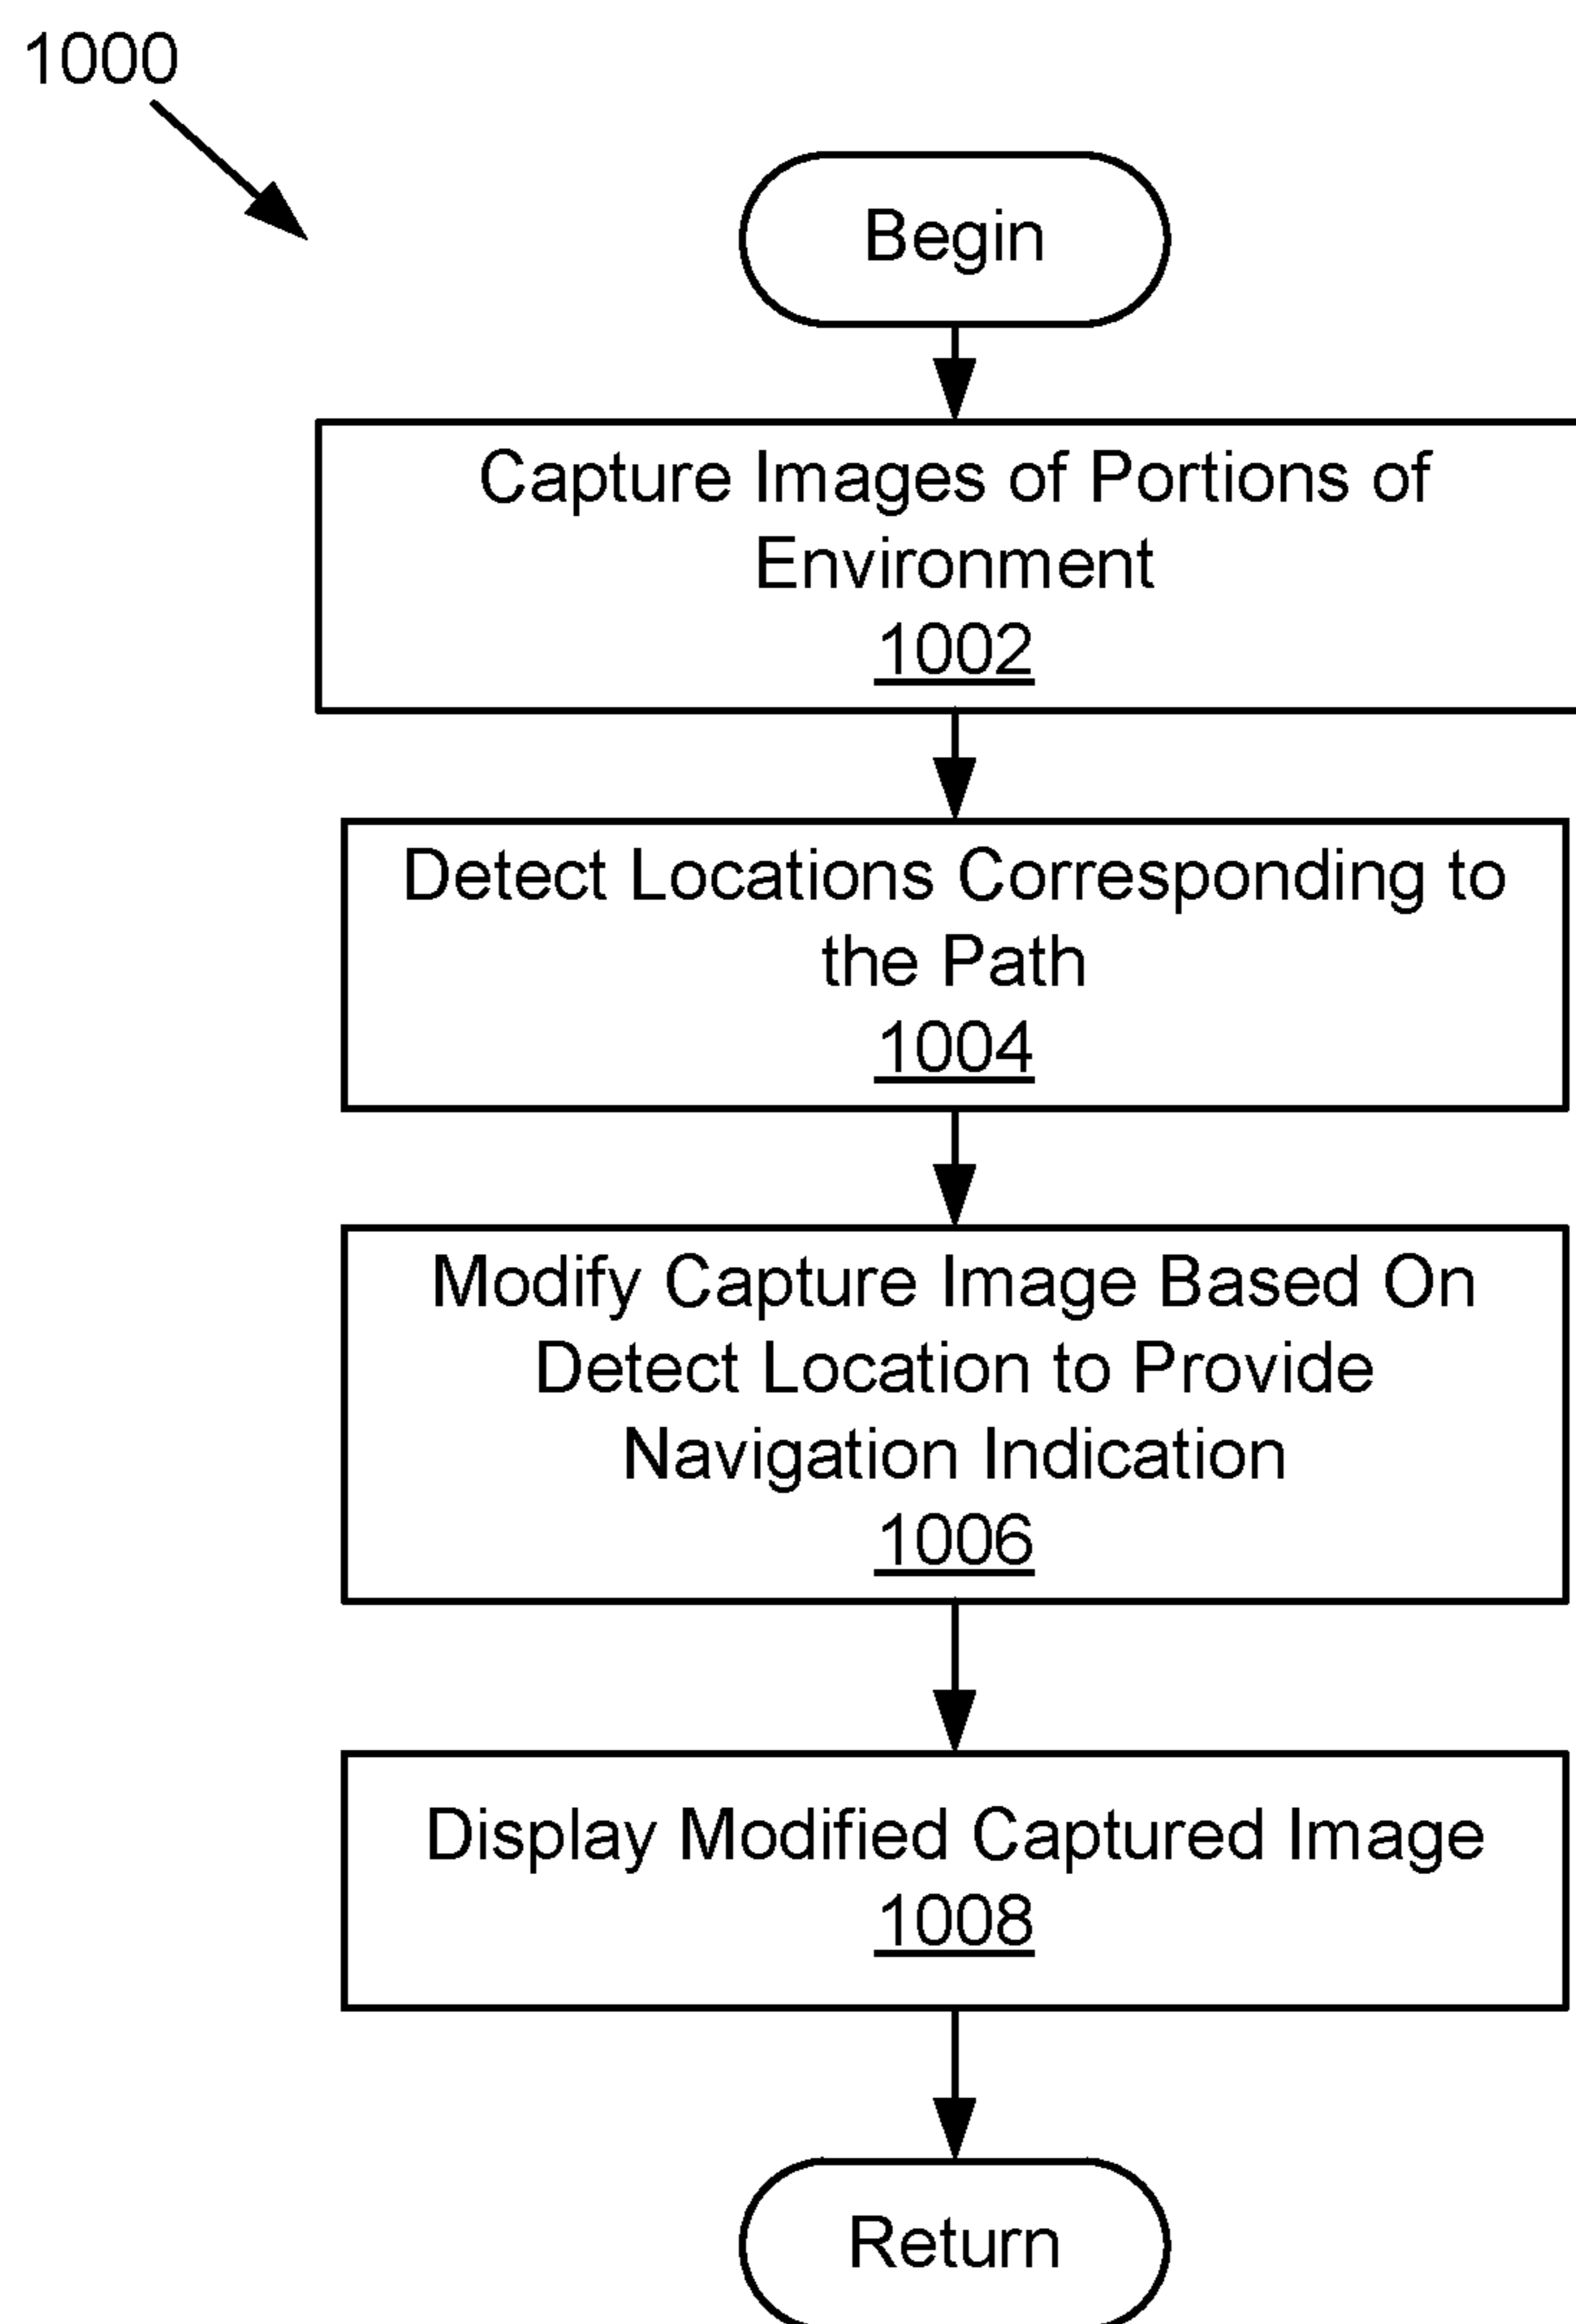 1000
Begin
Capture Images of Portions of
Environment
1002
Detect Locations Corresponding to
the Path
1004
Modify Capture Image Based On
Detect Location to Provide
Navigation Indication
1006
Display Modified Captured Image
1008
Return